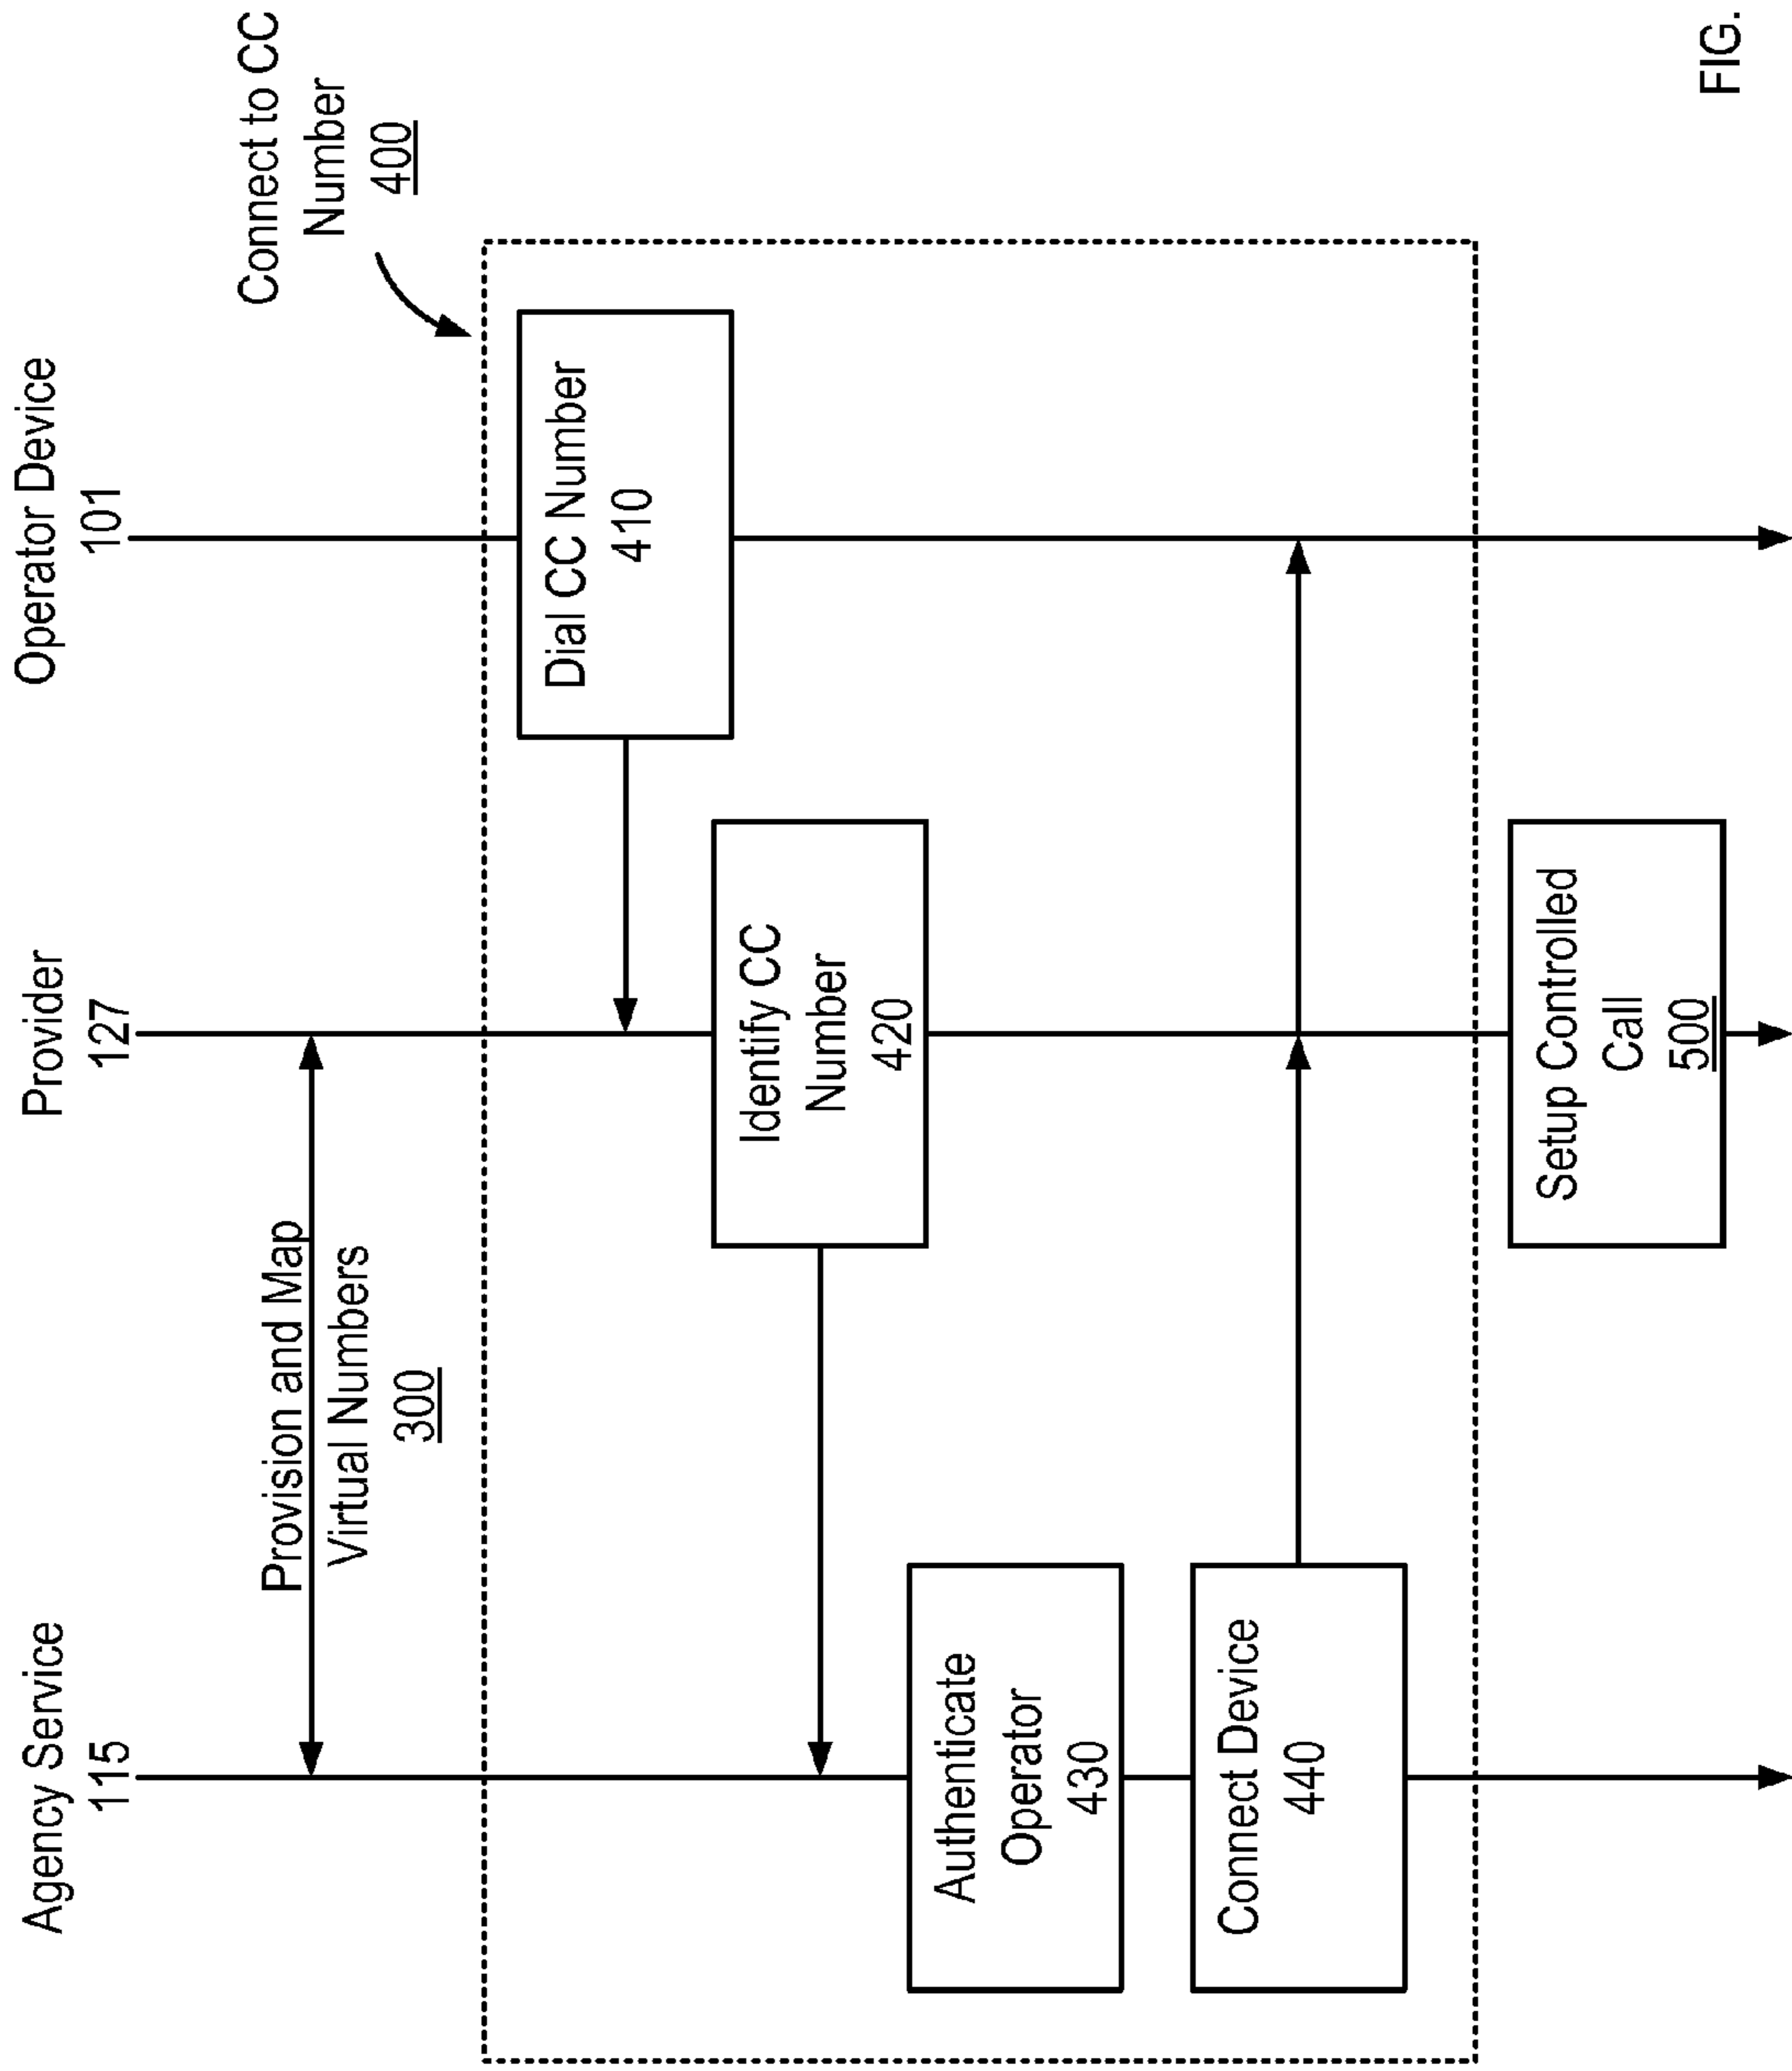 Agency Service
115
Provider
127
Operator Device
101
Provision and Map
Virtual Numbers
300
Connect to CC
Number
400
Dial CC Number
410
Identify CC
Number
420
Authenticate
Operator
430
Connect Device
440
Setup Controlled
Call
500
FIG.